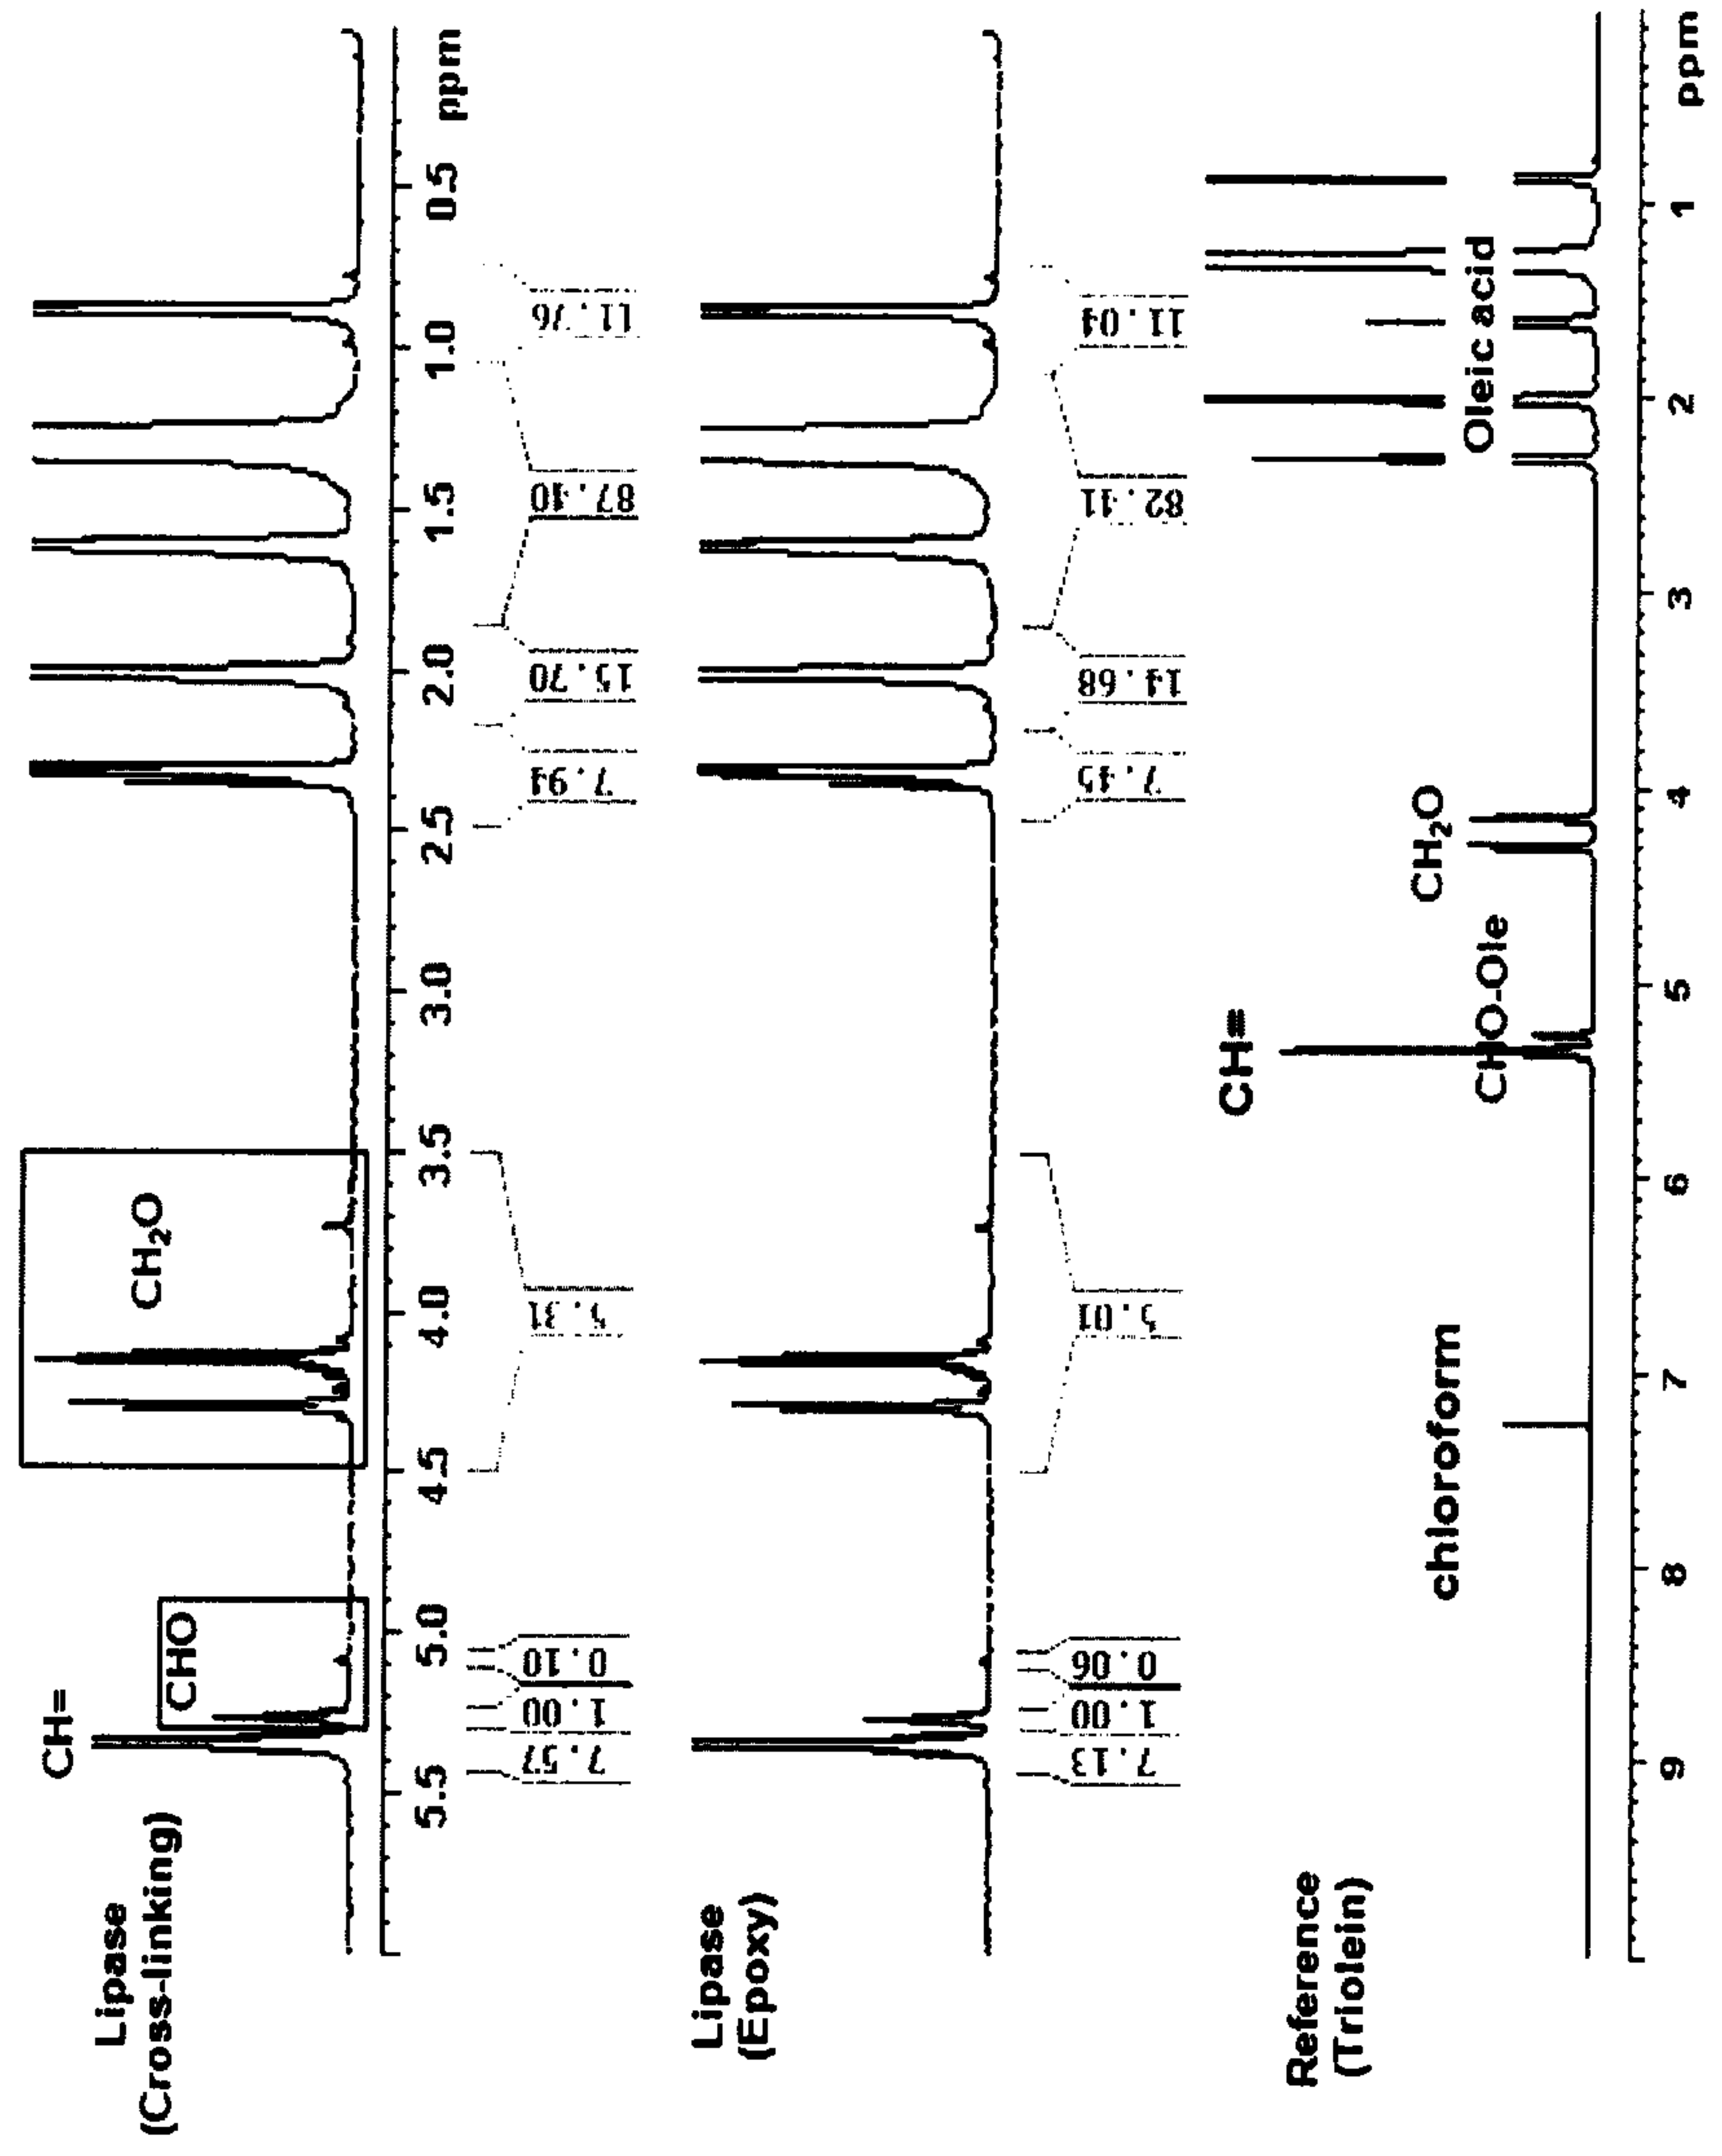 CH=
CH₂O
CHO
Lipase
(Cross-linking)
5.5 5.0 4.5 4.0 3.5 3.0 2.5 2.0 1.5 1.0 0.5 ppm
7.57 1.00 0.10 5.31 7.94 15.70 87.40 11.76
Lipase
(Epoxy)
7.13 1.00 0.06 5.01 7.45 14.68 82.41 11.04
CH=
Reference
(Triolein)
chloroform
CH₂O
CHO-Ole
Oleic acid
9 8 7 6 5 4 3 2 1 ppm